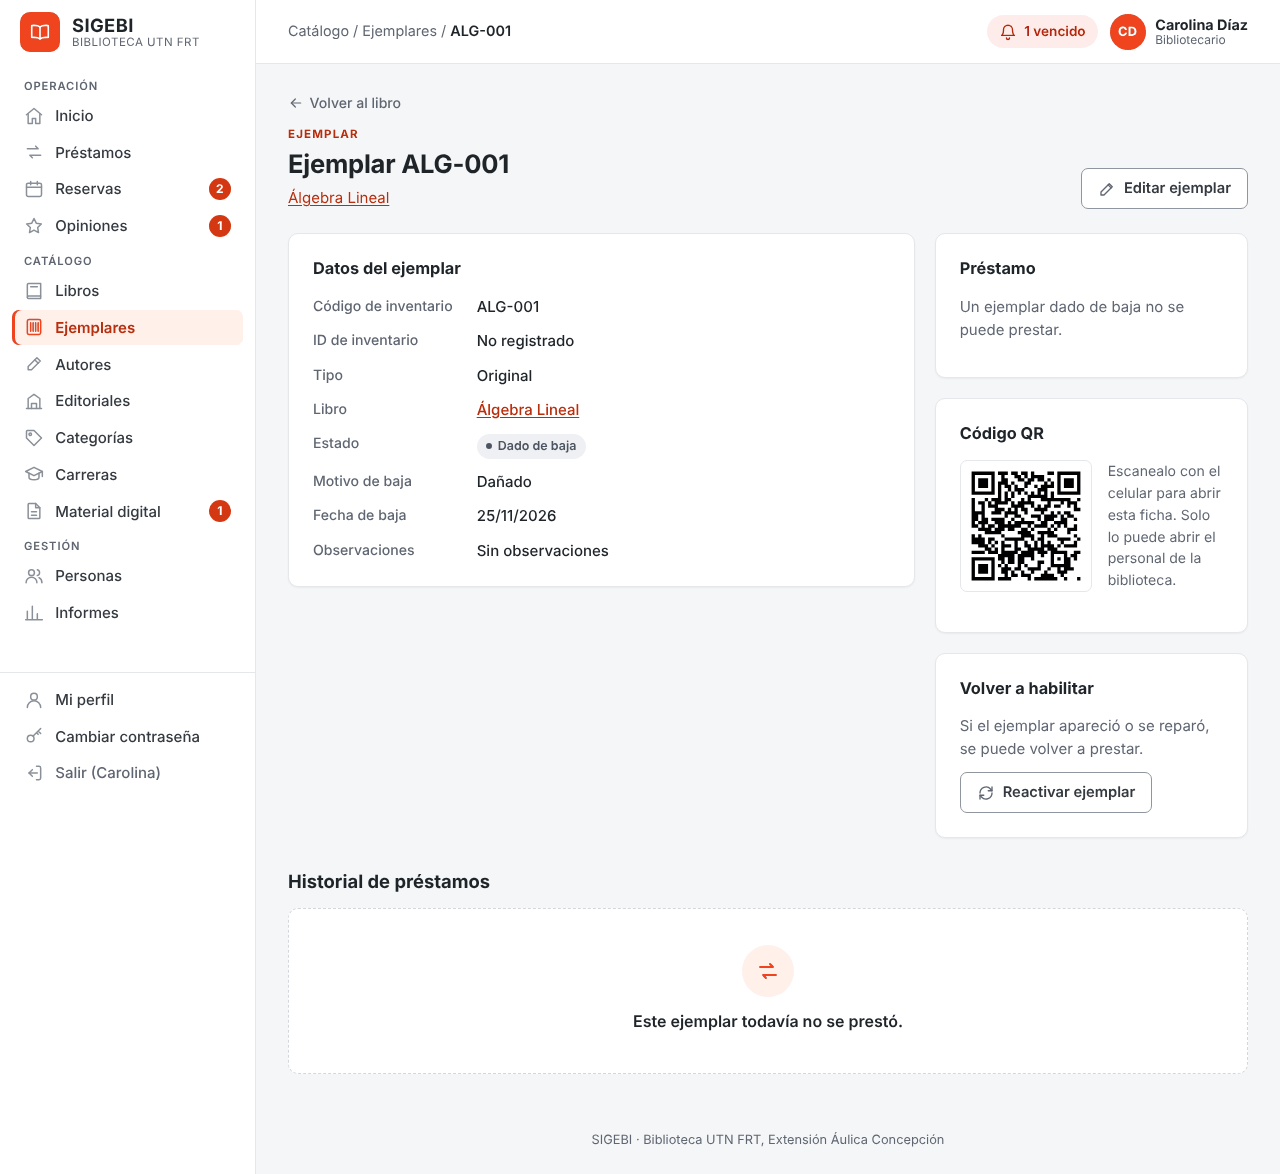 SIGEBI
BIBLIOTECA UTN FRT
OPERACIÓN
Inicio
Préstamos
Reservas 2
Opiniones 1
CATÁLOGO
Libros
Ejemplares
Autores
Editoriales
Categorías
Carreras
Material digital 1
GESTIÓN
Personas
Informes
Mi perfil
Cambiar contraseña
Salir (Carolina)
Catálogo / Ejemplares / ALG-001
1 vencido
CD
Carolina Díaz
Bibliotecario
← Volver al libro
EJEMPLAR
Ejemplar ALG-001
Álgebra Lineal
Editar ejemplar
Datos del ejemplar
Código de inventario ALG-001
ID de inventario No registrado
Tipo Original
Libro Álgebra Lineal
Estado Dado de baja
Motivo de baja Dañado
Fecha de baja 25/11/2026
Observaciones Sin observaciones
Préstamo
Un ejemplar dado de baja no se
puede prestar.
Código QR
Escanealo con el
celular para abrir
esta ficha. Solo
lo puede abrir el
personal de la
biblioteca.
Volver a habilitar
Si el ejemplar apareció o se reparó,
se puede volver a prestar.
Reactivar ejemplar
Historial de préstamos
Este ejemplar todavía no se prestó.
SIGEBI · Biblioteca UTN FRT, Extensión Áulica Concepción